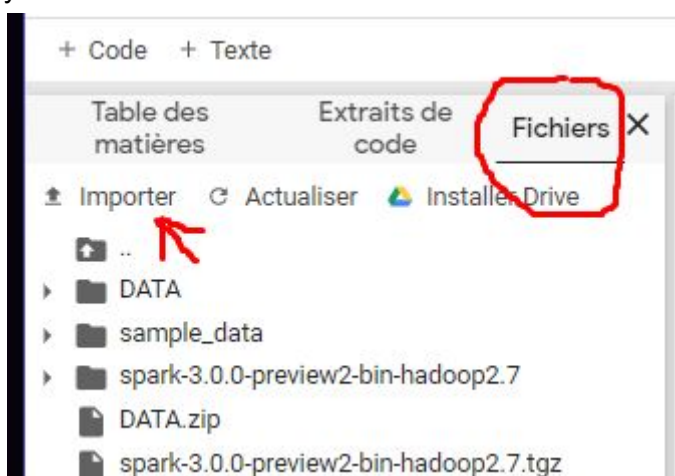 + Code + Texte
Table des matières
Extraits de code
Fichiers X
Importer Actualiser Installer Drive
..
DATA
sample_data
spark-3.0.0-preview2-bin-hadoop2.7
DATA.zip
spark-3.0.0-preview2-bin-hadoop2.7.tgz